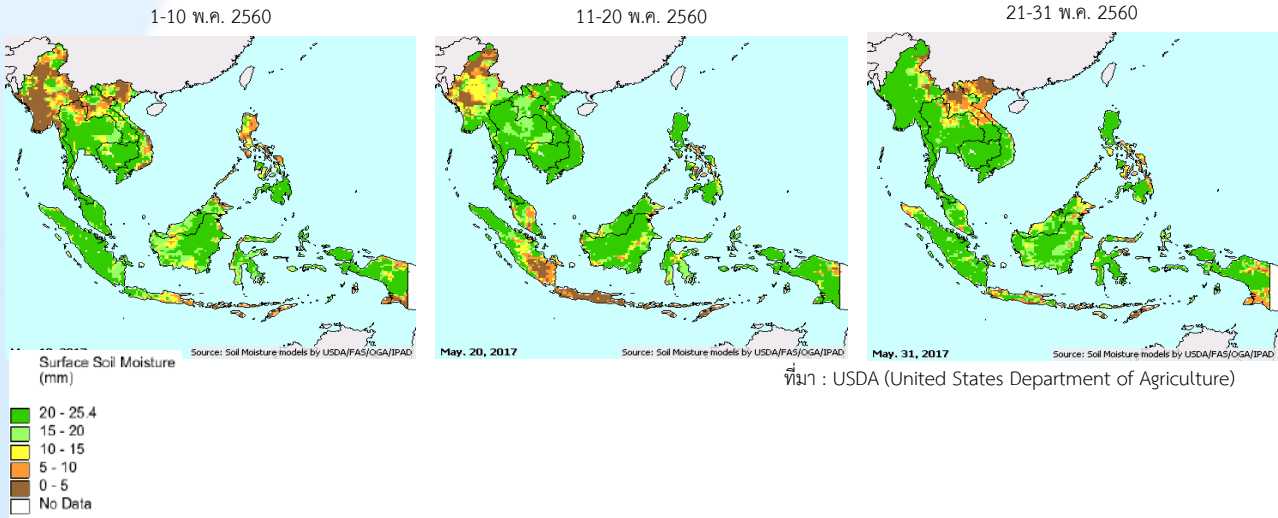 1-10 พ.ค. 2560
11-20 พ.ค. 2560
21-31 พ.ค. 2560
Source: Soil Moisture models by USDA/FAS/OGA/IPAD
May. 20, 2017
Source: Soil Moisture models by USDA/FAS/OGA/IPAD
May. 31, 2017
Source: Soil Moisture models by USDA/FAS/OGA/IPAD
ที่มา : USDA (United States Department of Agriculture)
Surface Soil Moisture
(mm)
20 - 25.4
15 - 20
10 - 15
5 - 10
0 - 5
No Data